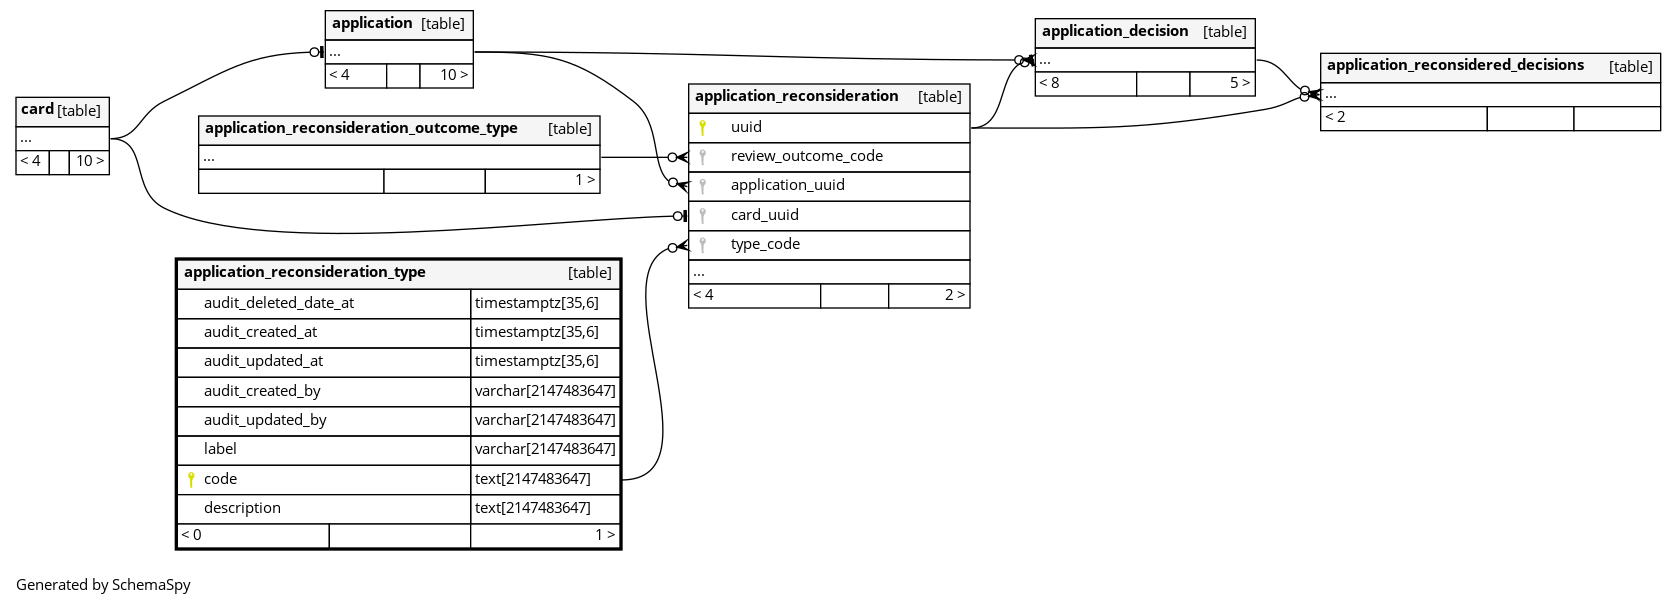 application [table]
...
< 4 10 >
application_decision [table]
...
< 8 5 >
application_reconsidered_decisions [table]
...
< 2
card [table]
...
< 4 10 >
application_reconsideration_outcome_type [table]
...
1 >
application_reconsideration [table]
uuid
review_outcome_code
application_uuid
card_uuid
type_code
...
< 4 2 >
application_reconsideration_type [table]
audit_deleted_date_at timestamptz[35,6]
audit_created_at timestamptz[35,6]
audit_updated_at timestamptz[35,6]
audit_created_by varchar[2147483647]
audit_updated_by varchar[2147483647]
label varchar[2147483647]
code text[2147483647]
description text[2147483647]
< 0 1 >
Generated by SchemaSpy